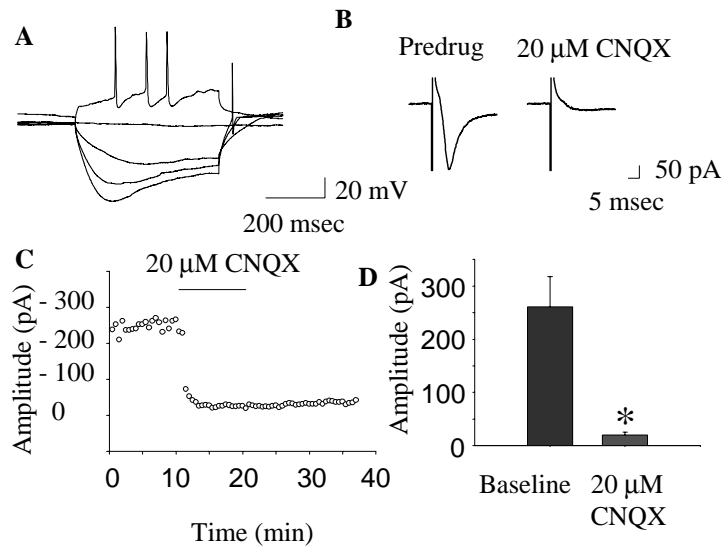 A
20 mV
200 msec
B
Predrug 20 μM CNQX
50 pA
5 msec
C
20 μM CNQX
Amplitude (pA)
- 300
- 200
- 100
0
0 10 20 30 40
Time (min)
D
Amplitude (pA)
300
200
100
0
*
Baseline 20 μM
CNQX